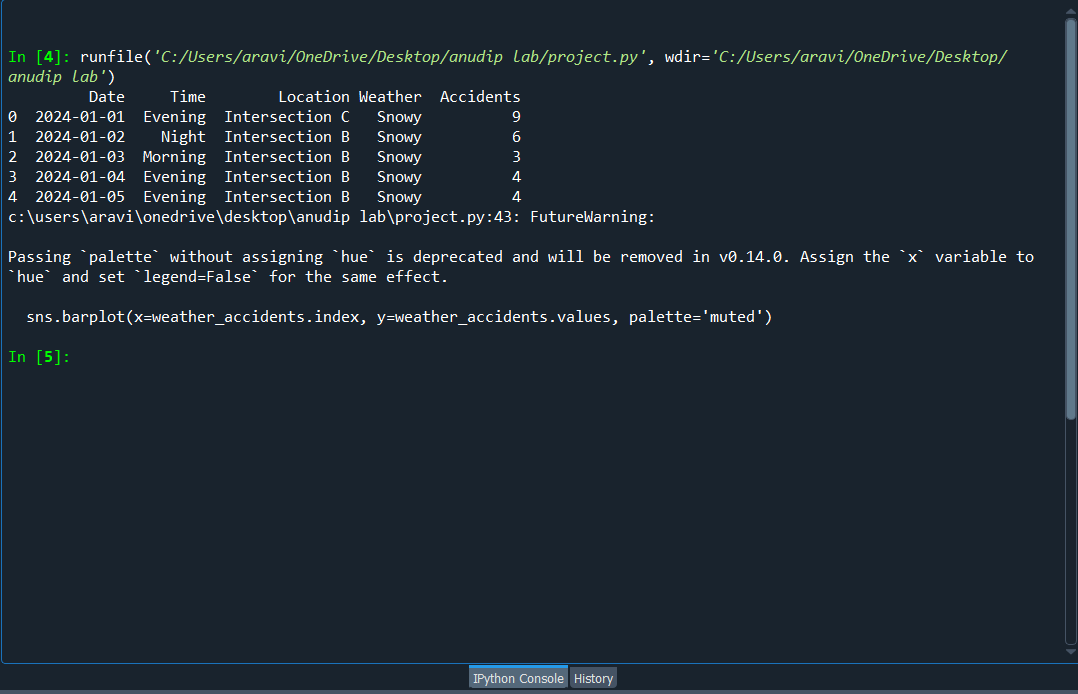 In [4]: runfile('C:/Users/aravi/OneDrive/Desktop/anudip lab/project.py', wdir='C:/Users/aravi/OneDrive/Desktop/
anudip lab')
         Date     Time        Location Weather  Accidents
0  2024-01-01  Evening  Intersection C   Snowy          9
1  2024-01-02    Night  Intersection B   Snowy          6
2  2024-01-03  Morning  Intersection B   Snowy          3
3  2024-01-04  Evening  Intersection B   Snowy          4
4  2024-01-05  Evening  Intersection B   Snowy          4
c:\users\aravi\onedrive\desktop\anudip lab\project.py:43: FutureWarning:
Passing `palette` without assigning `hue` is deprecated and will be removed in v0.14.0. Assign the `x` variable to
`hue` and set `legend=False` for the same effect.
  sns.barplot(x=weather_accidents.index, y=weather_accidents.values, palette='muted')
In [5]:
IPython Console History